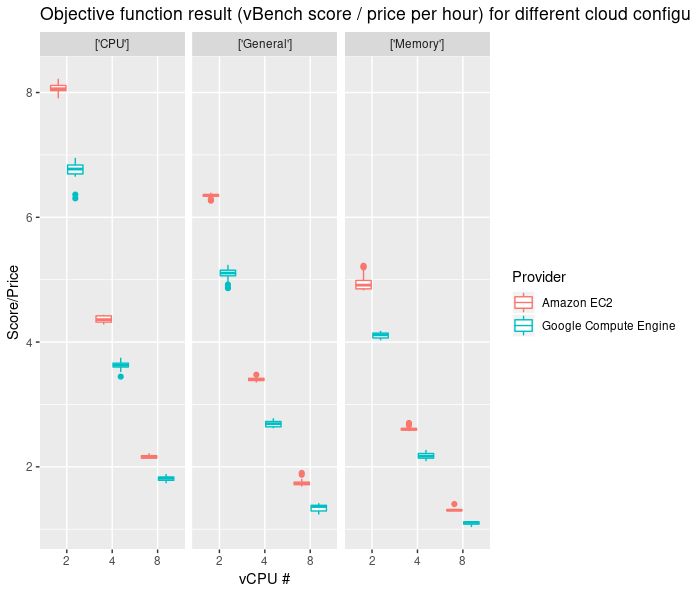 Objective function result (vBench score / price per hour) for different cloud configu
['CPU'] ['General'] ['Memory']
8
6
4
2
Score/Price
2 4 8 2 4 8 2 4 8
vCPU #
Provider
Amazon EC2
Google Compute Engine